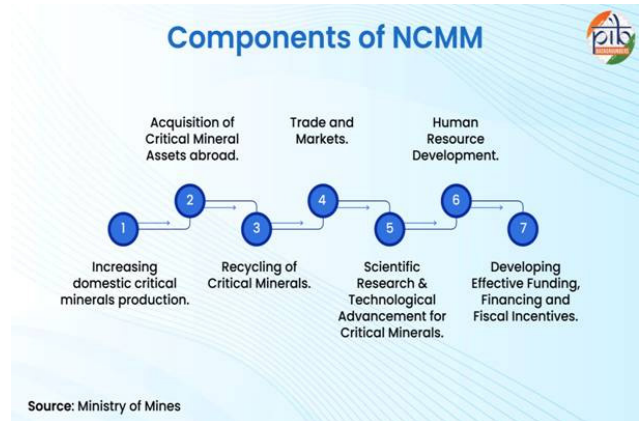 Components of NCMM
pib
BACKGROUNDERS
Acquisition of
Critical Mineral
Assets abroad.
Trade and
Markets.
Human
Resource
Development.
1
2
3
4
5
6
7
Increasing
domestic critical
minerals production.
Recycling of
Critical Minerals.
Scientific
Research &
Technological
Advancement for
Critical Minerals.
Developing
Effective Funding,
Financing and
Fiscal Incentives.
Source: Ministry of Mines